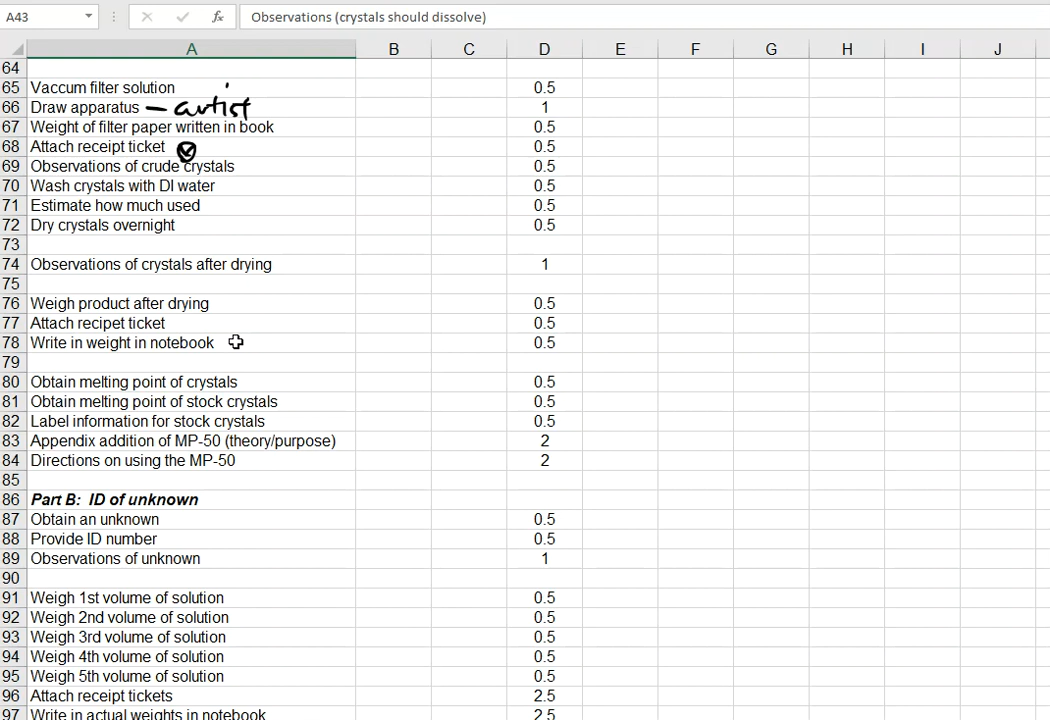 A43
fx
Observations (crystals should dissolve)
A B C D E F G H I J
64
65 Vaccum filter solution 0.5
66 Draw apparatus — artist 1
67 Weight of filter paper written in book 0.5
68 Attach receipt ticket 0.5
69 Observations of crude crystals 0.5
70 Wash crystals with DI water 0.5
71 Estimate how much used 0.5
72 Dry crystals overnight 0.5
73
74 Observations of crystals after drying 1
75
76 Weigh product after drying 0.5
77 Attach recipet ticket 0.5
78 Write in weight in notebook 0.5
79
80 Obtain melting point of crystals 0.5
81 Obtain melting point of stock crystals 0.5
82 Label information for stock crystals 0.5
83 Appendix addition of MP-50 (theory/purpose) 2
84 Directions on using the MP-50 2
85
86 Part B: ID of unknown
87 Obtain an unknown 0.5
88 Provide ID number 0.5
89 Observations of unknown 1
90
91 Weigh 1st volume of solution 0.5
92 Weigh 2nd volume of solution 0.5
93 Weigh 3rd volume of solution 0.5
94 Weigh 4th volume of solution 0.5
95 Weigh 5th volume of solution 0.5
96 Attach receipt tickets 2.5
97 Write in actual weights in notebook 2.5